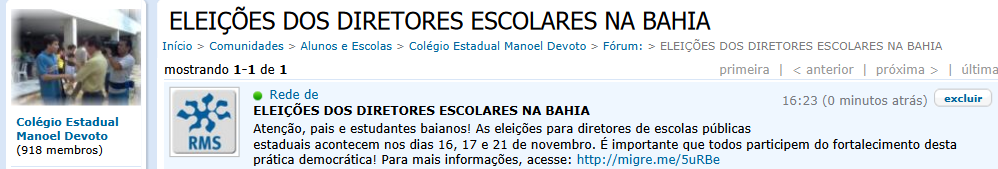 ELEIÇÕES DOS DIRETORES ESCOLARES NA BAHIA
Início > Comunidades > Alunos e Escolas > Colégio Estadual Manoel Devoto > Fórum: > ELEIÇÕES DOS DIRETORES ESCOLARES NA BAHIA
mostrando 1-1 de 1
primeira | < anterior | próxima > | última
Colégio Estadual
Manoel Devoto
(918 membros)
RMS
Rede de
16:23 (0 minutos atrás) excluir
ELEIÇÕES DOS DIRETORES ESCOLARES NA BAHIA
Atenção, pais e estudantes baianos! As eleições para diretores de escolas públicas
estaduais acontecem nos dias 16, 17 e 21 de novembro. É importante que todos participem do fortalecimento desta
prática democrática! Para mais informações, acesse: http://migre.me/5uRBe